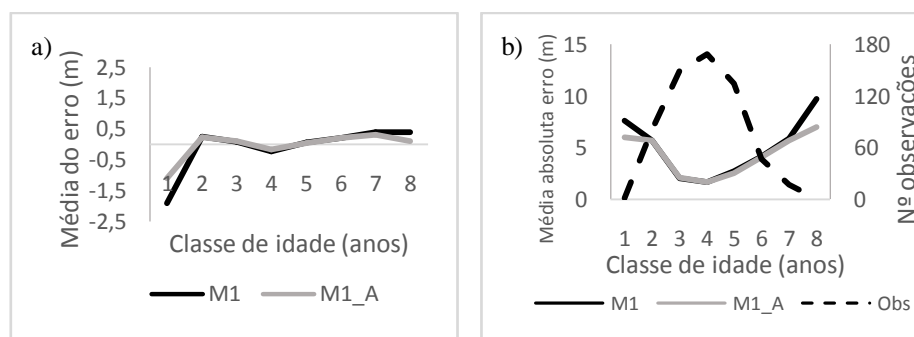 a)
Média do erro (m)
2,5
1,5
0,5
-0,5
-1,5
-2,5
1 2 3 4 5 6 7 8
Classe de idade (anos)
M1 M1_A
b)
Média absoluta erro (m)
15
10
5
0
180
120
60
0
Nº observações
1 2 3 4 5 6 7 8
Classe de idade (anos)
M1 M1_A Obs